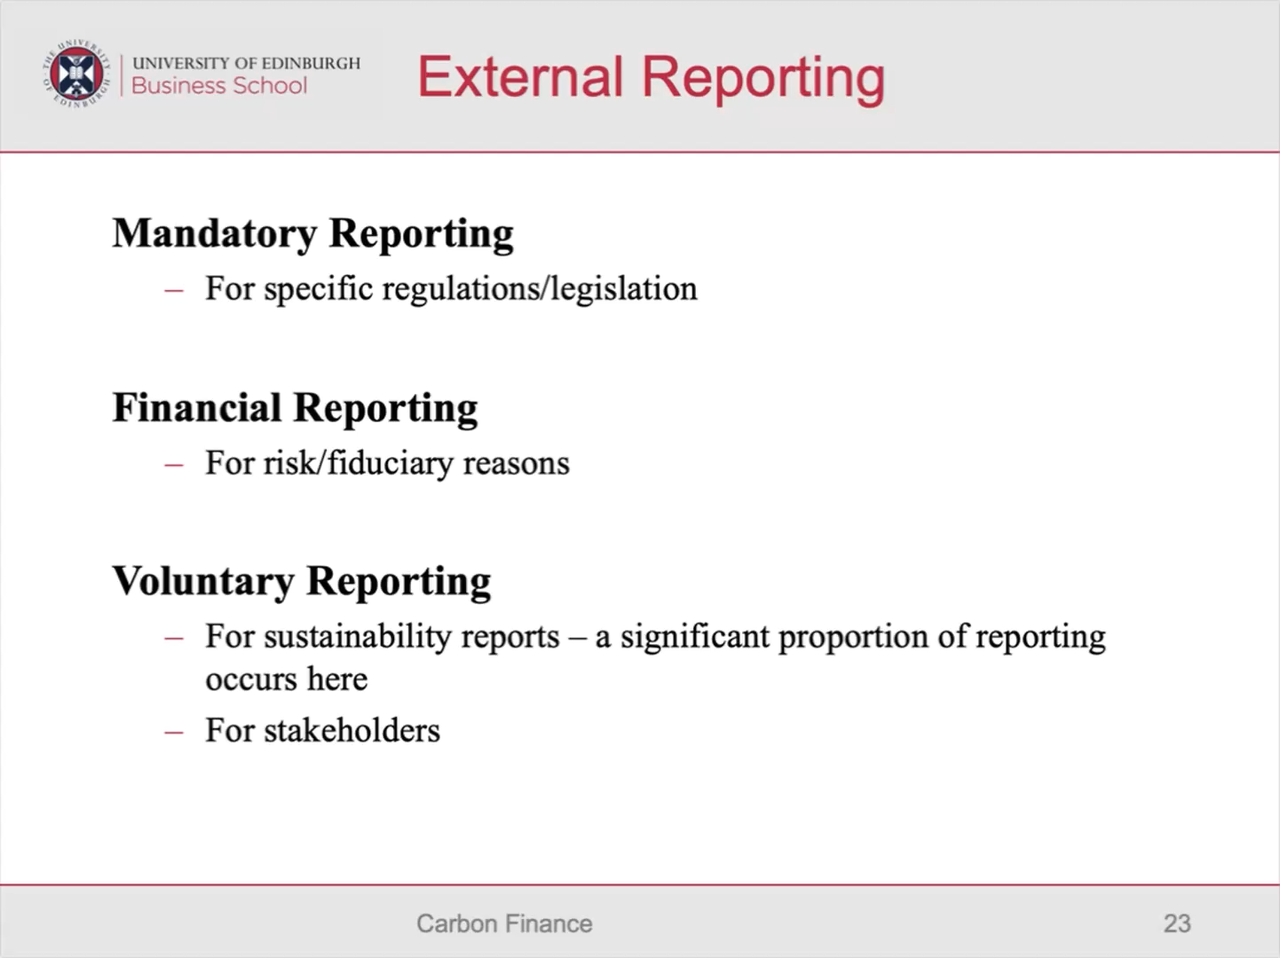 THE UNIVERSITY OF EDINBURGH
UNIVERSITY OF EDINBURGH
Business School
External Reporting
Mandatory Reporting
– For specific regulations/legislation
Financial Reporting
– For risk/fiduciary reasons
Voluntary Reporting
– For sustainability reports – a significant proportion of reporting
occurs here
– For stakeholders
Carbon Finance
23